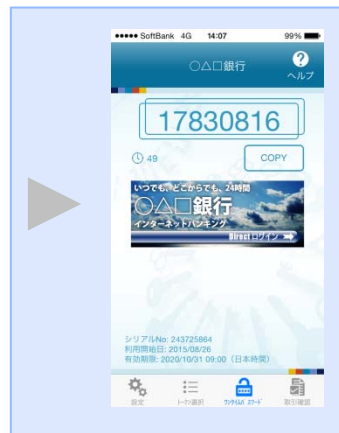 ●●●●● SoftBank 4G 14:07 99%
○△□銀行
?
ヘルプ
17830816
49
COPY
いつでも、どこからでも、24時間
○△□銀行
インターネットバンキング
Direct ログイン
シリアルNo: 243725864
利用開始日: 2015/08/26
有効期限: 2020/10/31 09:00（日本時間）
設定
トークン選択
ワンタイムパスワード
取引確認